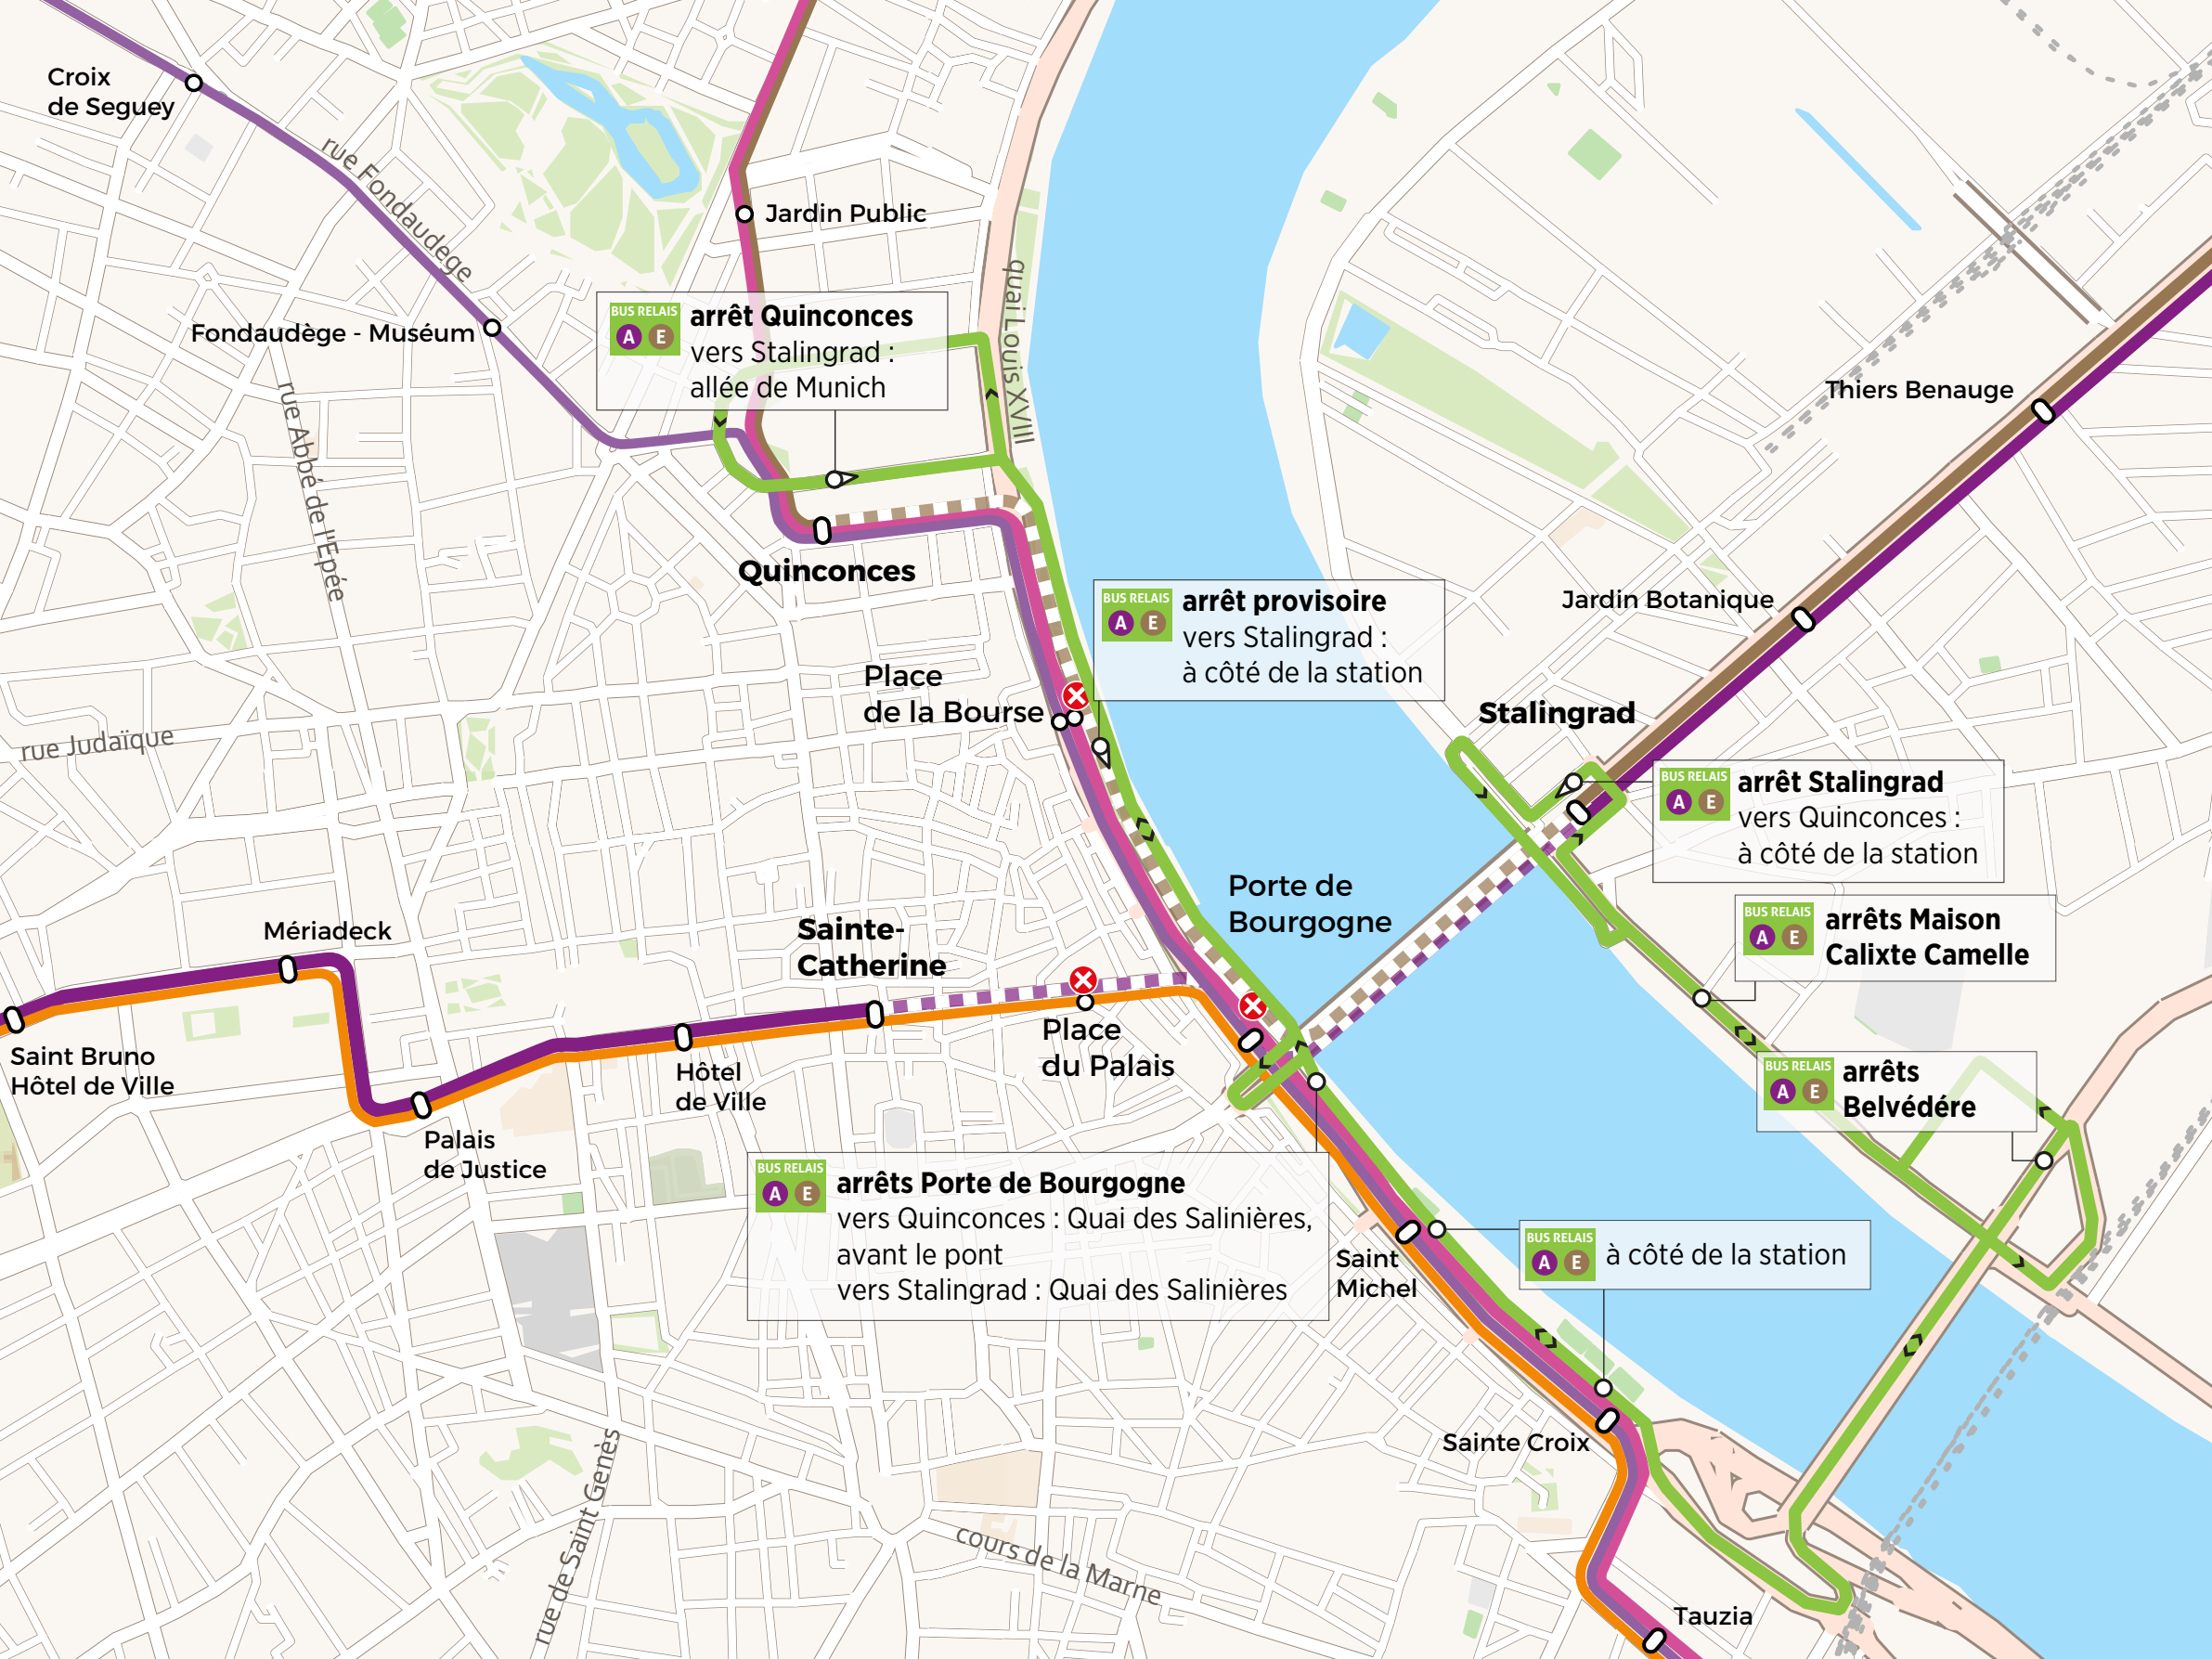 Croix
de Seguey
rue Fondaudège
Jardin Public
quai Louis XVIII
Fondaudège - Muséum
BUS RELAIS
A E
arrêt Quinconces
vers Stalingrad :
allée de Munich
rue Abbé de l'Epée
Thiers Benauge
Quinconces
BUS RELAIS
A E
arrêt provisoire
vers Stalingrad :
à côté de la station
Jardin Botanique
Place
de la Bourse
Stalingrad
rue Judaïque
BUS RELAIS
A E
arrêt Stalingrad
vers Quinconces :
à côté de la station
Porte de
Bourgogne
BUS RELAIS
A E
arrêts Maison
Calixte Camelle
Mériadeck
Sainte-
Catherine
Place
du Palais
Saint Bruno
Hôtel de Ville
Hôtel
de Ville
BUS RELAIS
A E
arrêts
Belvédére
Palais
de Justice
BUS RELAIS
A E
arrêts Porte de Bourgogne
vers Quinconces : Quai des Salinières,
avant le pont
vers Stalingrad : Quai des Salinières
Saint
Michel
BUS RELAIS
A E
à côté de la station
Sainte Croix
rue de Saint Genès
cours de la Marne
Tauzia